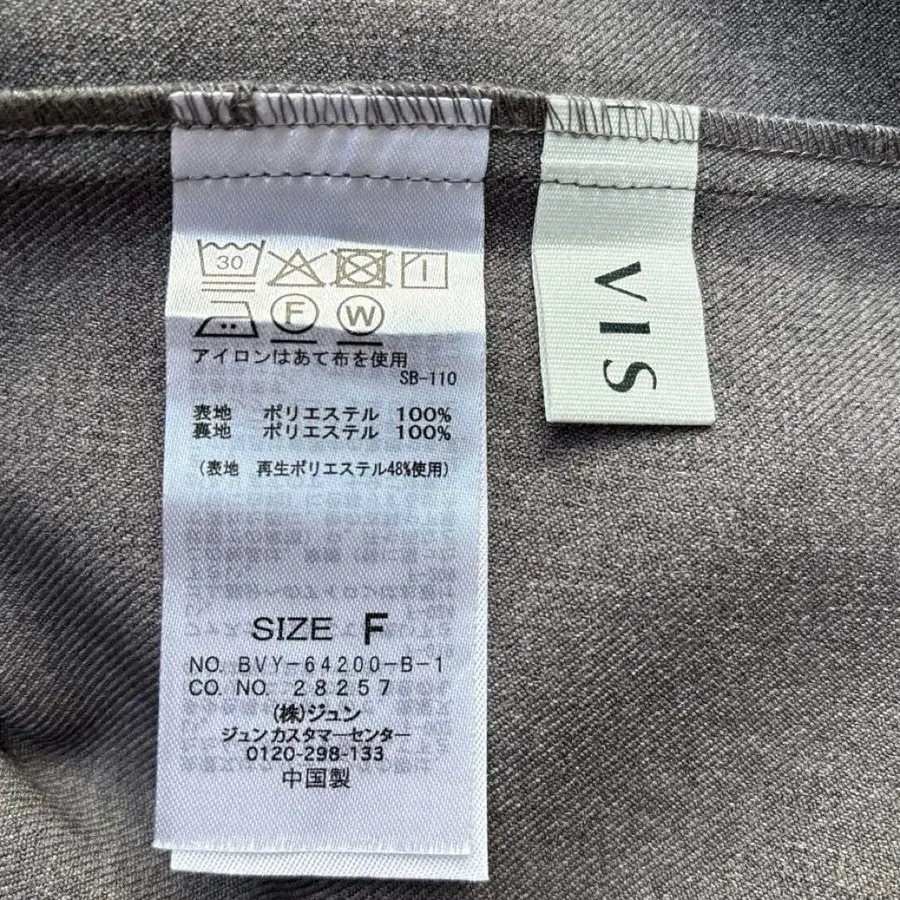 30
F W
アイロンはあて布を使用
SB-110
表地 ポリエステル 100%
裏地 ポリエステル 100%
(表地 再生ポリエステル48%使用)
SIZE F
NO. BVY-64200-B-1
CO. NO. 28257
(株)ジュン
ジュンカスタマーセンター
0120-298-133
中国製
VIS